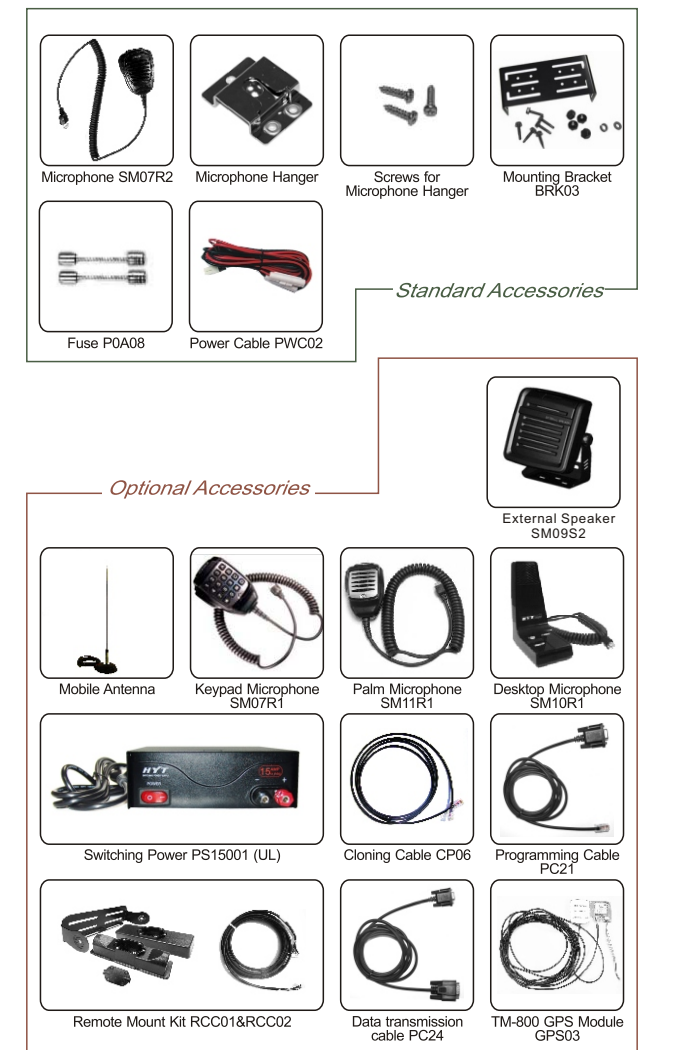 Microphone SM07R2
Microphone Hanger
Screws for
Microphone Hanger
Mounting Bracket
BRK03
Fuse P0A08
Power Cable PWC02
Standard Accessories
Optional Accessories
External Speaker
SM09S2
Mobile Antenna
Keypad Microphone
SM07R1
Palm Microphone
SM11R1
Desktop Microphone
SM10R1
HYT
POWER
15
Switching Power PS15001 (UL)
Cloning Cable CP06
Programming Cable
PC21
Remote Mount Kit RCC01&RCC02
Data transmission
cable PC24
TM-800 GPS Module
GPS03